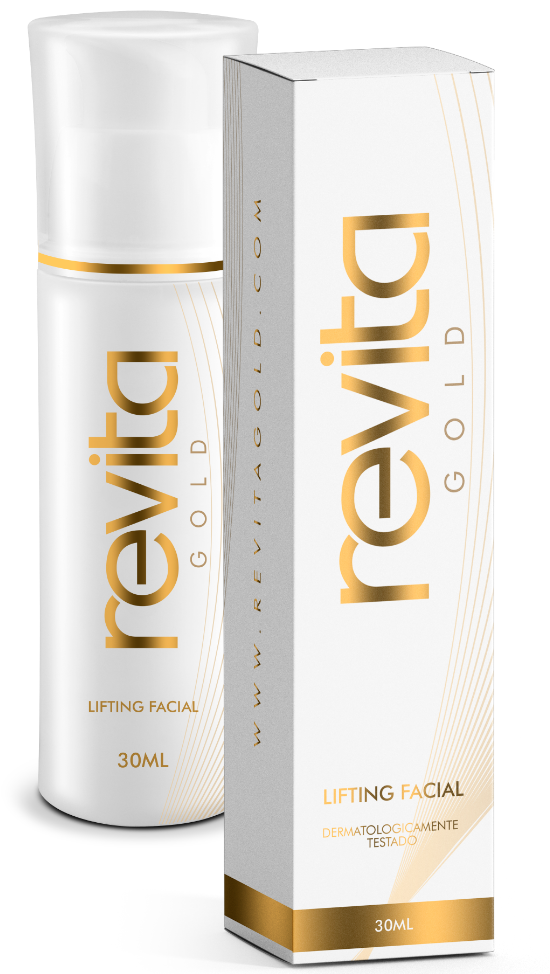 revita
GOLD
LIFTING FACIAL
30ML
WWW.REVITAGOLD.COM
revita
GOLD
LIFTING FACIAL
DERMATOLOGICAMENTE
TESTADO
30ML